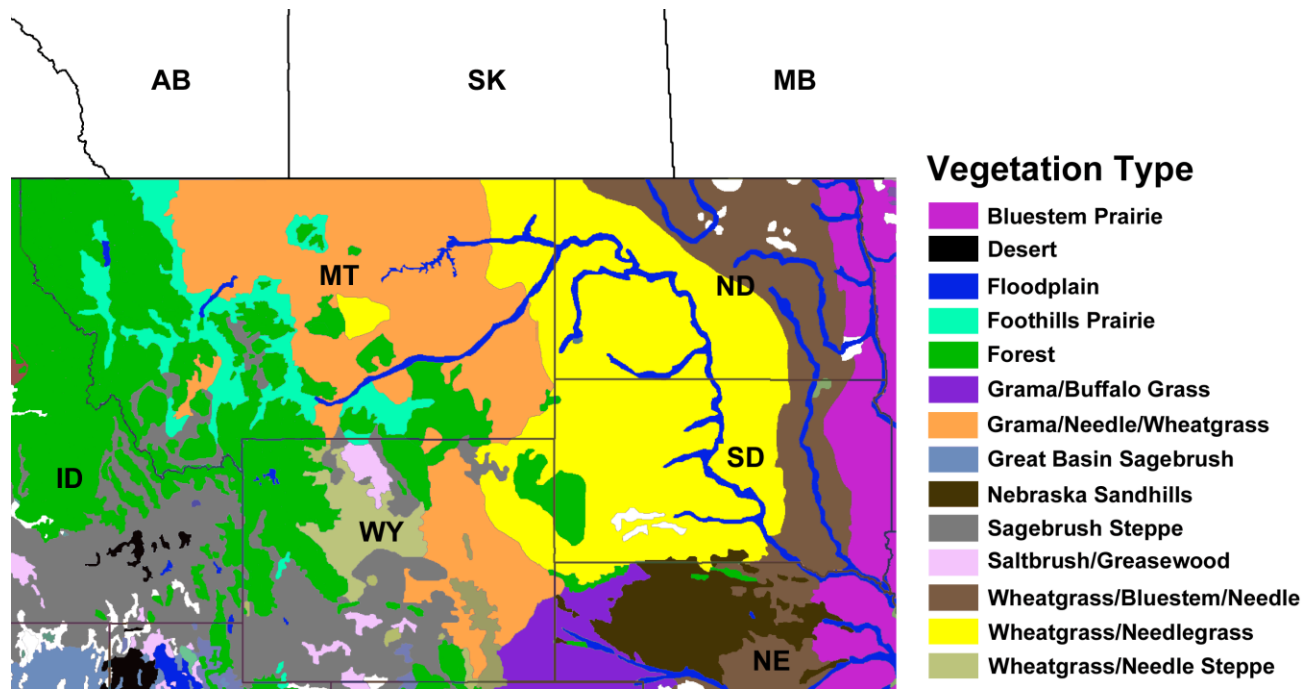 AB
SK
MB
MT
ND
ID
WY
SD
NE
Vegetation Type
Bluestem Prairie
Desert
Floodplain
Foothills Prairie
Forest
Grama/Buffalo Grass
Grama/Needle/Wheatgrass
Great Basin Sagebrush
Nebraska Sandhills
Sagebrush Steppe
Saltbrush/Greasewood
Wheatgrass/Bluestem/Needle
Wheatgrass/Needlegrass
Wheatgrass/Needle Steppe